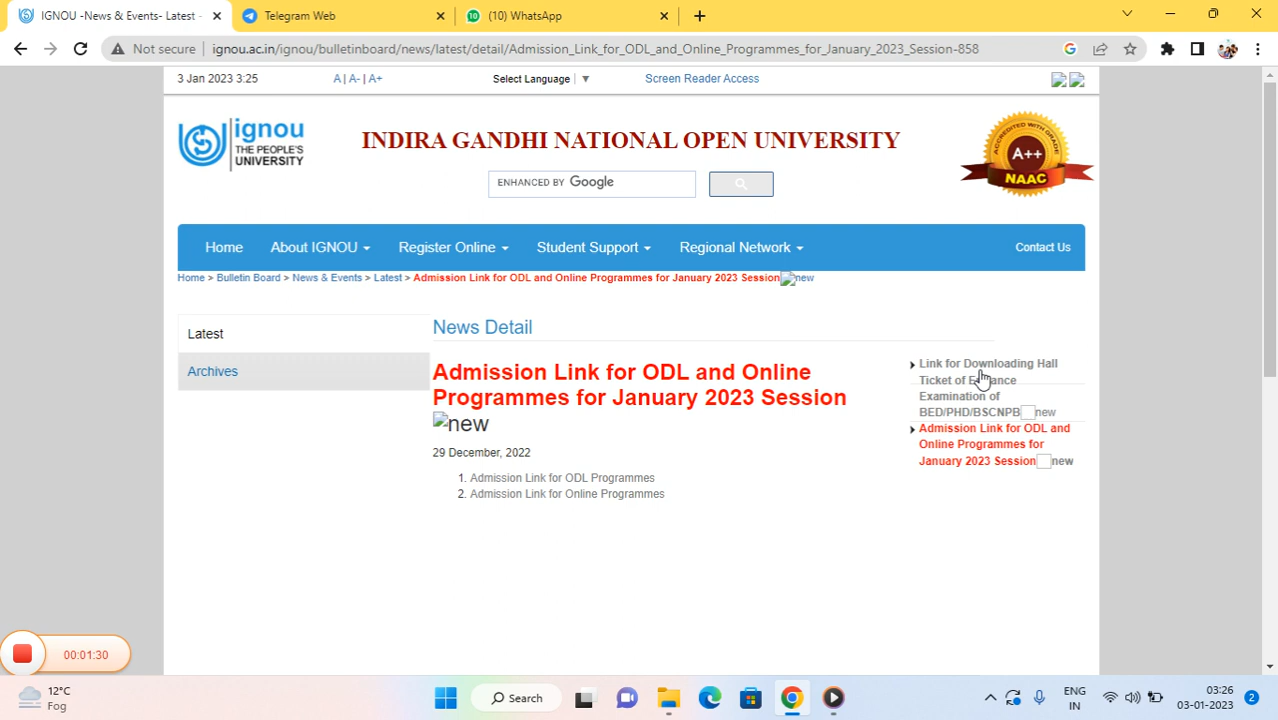 IGNOU -News & Events- Latest -
Telegram Web
(10) WhatsApp
Not secure
ignou.ac.in/ignou/bulletinboard/news/latest/detail/Admission_Link_for_ODL_and_Online_Programmes_for_January_2023_Session-858
3 Jan 2023 3:25
A | A- | A+
Select Language ▼
Screen Reader Access
ignou
THE PEOPLE'S
UNIVERSITY
INDIRA GANDHI NATIONAL OPEN UNIVERSITY
ENHANCED BY Google
ACCREDITED WITH GRADE
A++
NAAC
Home
About IGNOU
Register Online
Student Support
Regional Network
Contact Us
Home > Bulletin Board > News & Events > Latest > Admission Link for ODL and Online Programmes for January 2023 Session new
Latest
Archives
News Detail
Admission Link for ODL and Online
Programmes for January 2023 Session
new
29 December, 2022
1. Admission Link for ODL Programmes
2. Admission Link for Online Programmes
Link for Downloading Hall
Ticket of Entrance
Examination of
BED/PHD/BSCNPB new
Admission Link for ODL and
Online Programmes for
January 2023 Session new
00:01:30
12°C
Fog
Search
ENG
IN
03:26
03-01-2023
2